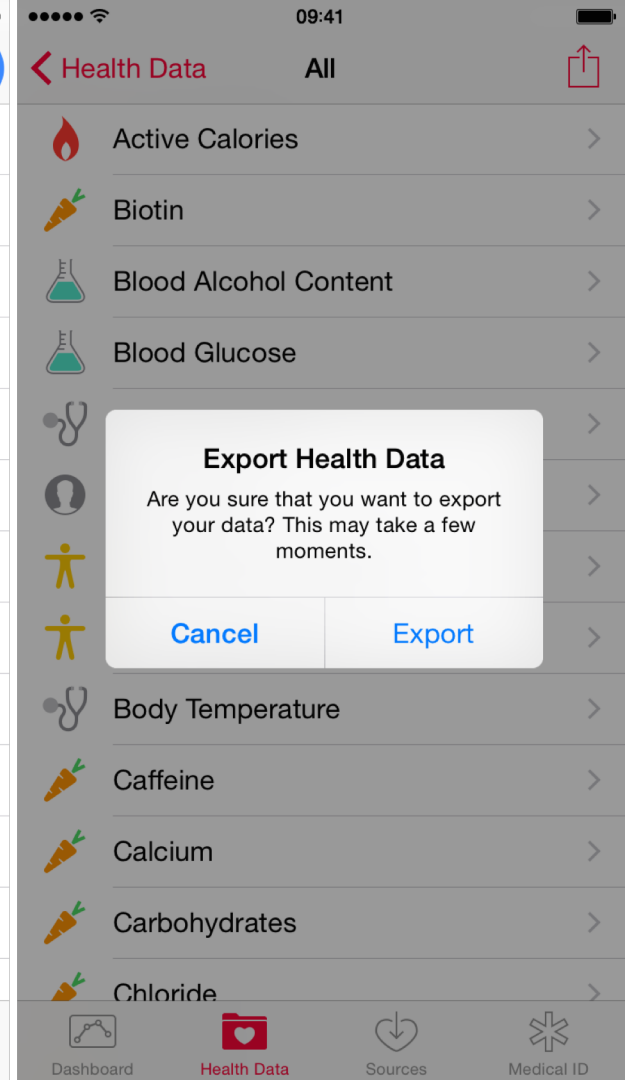 09:41
Health Data
All
Active Calories
Biotin
Blood Alcohol Content
Blood Glucose
Export Health Data
Are you sure that you want to export
your data? This may take a few
moments.
Cancel
Export
Body Temperature
Caffeine
Calcium
Carbohydrates
Chloride
Dashboard
Health Data
Sources
Medical ID